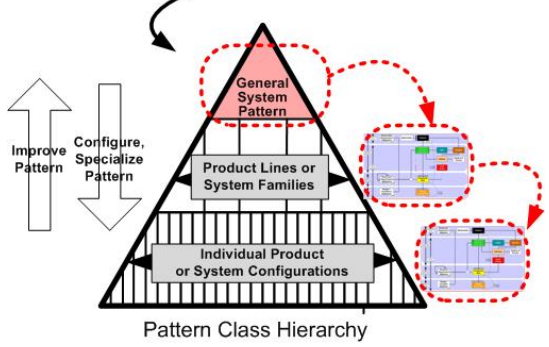 General
System
Pattern
Improve
Pattern
Configure,
Specialize
Pattern
Product Lines or
System Families
Individual Product
or System Configurations
Pattern Class Hierarchy